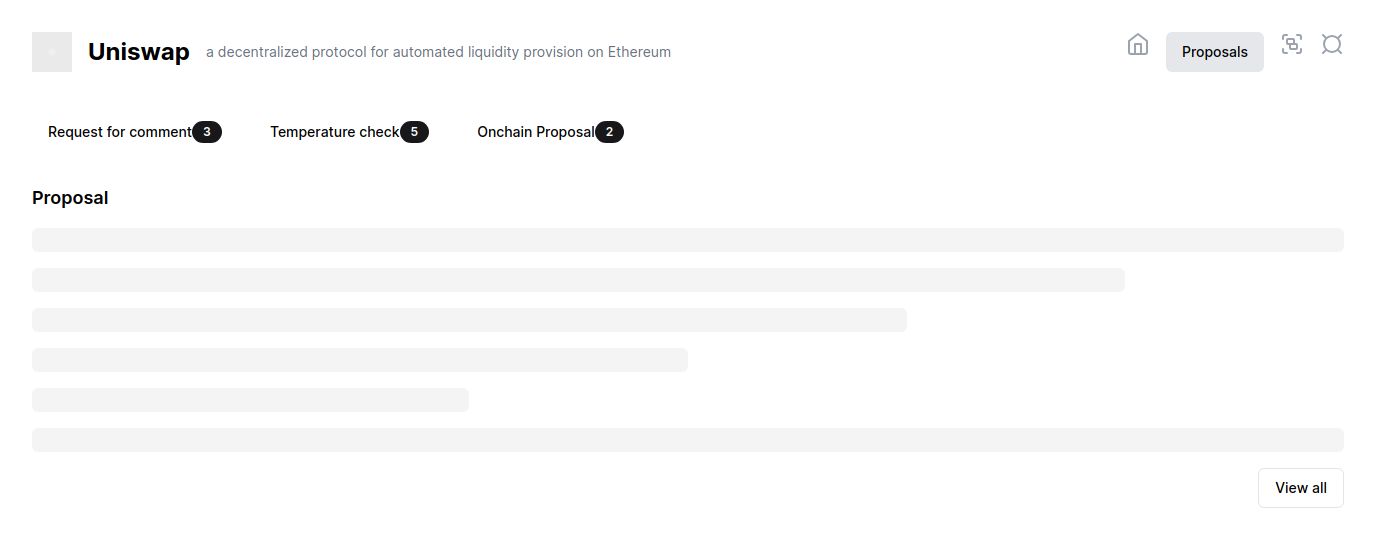 Uniswap a decentralized protocol for automated liquidity provision on Ethereum Proposals
Request for comment 3 Temperature check 5 Onchain Proposal 2
Proposal
View all